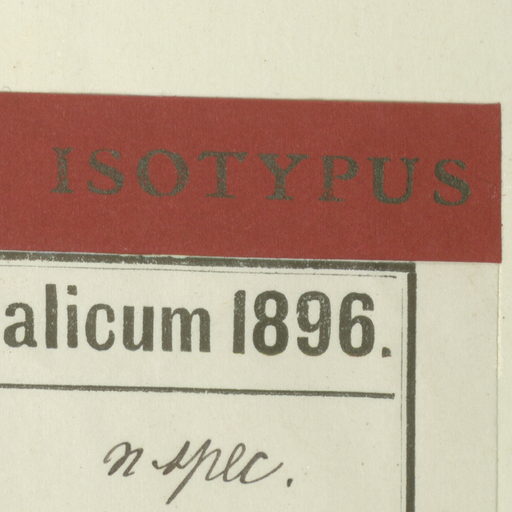 ISOTYPUS
alicum 1896.
n spec.